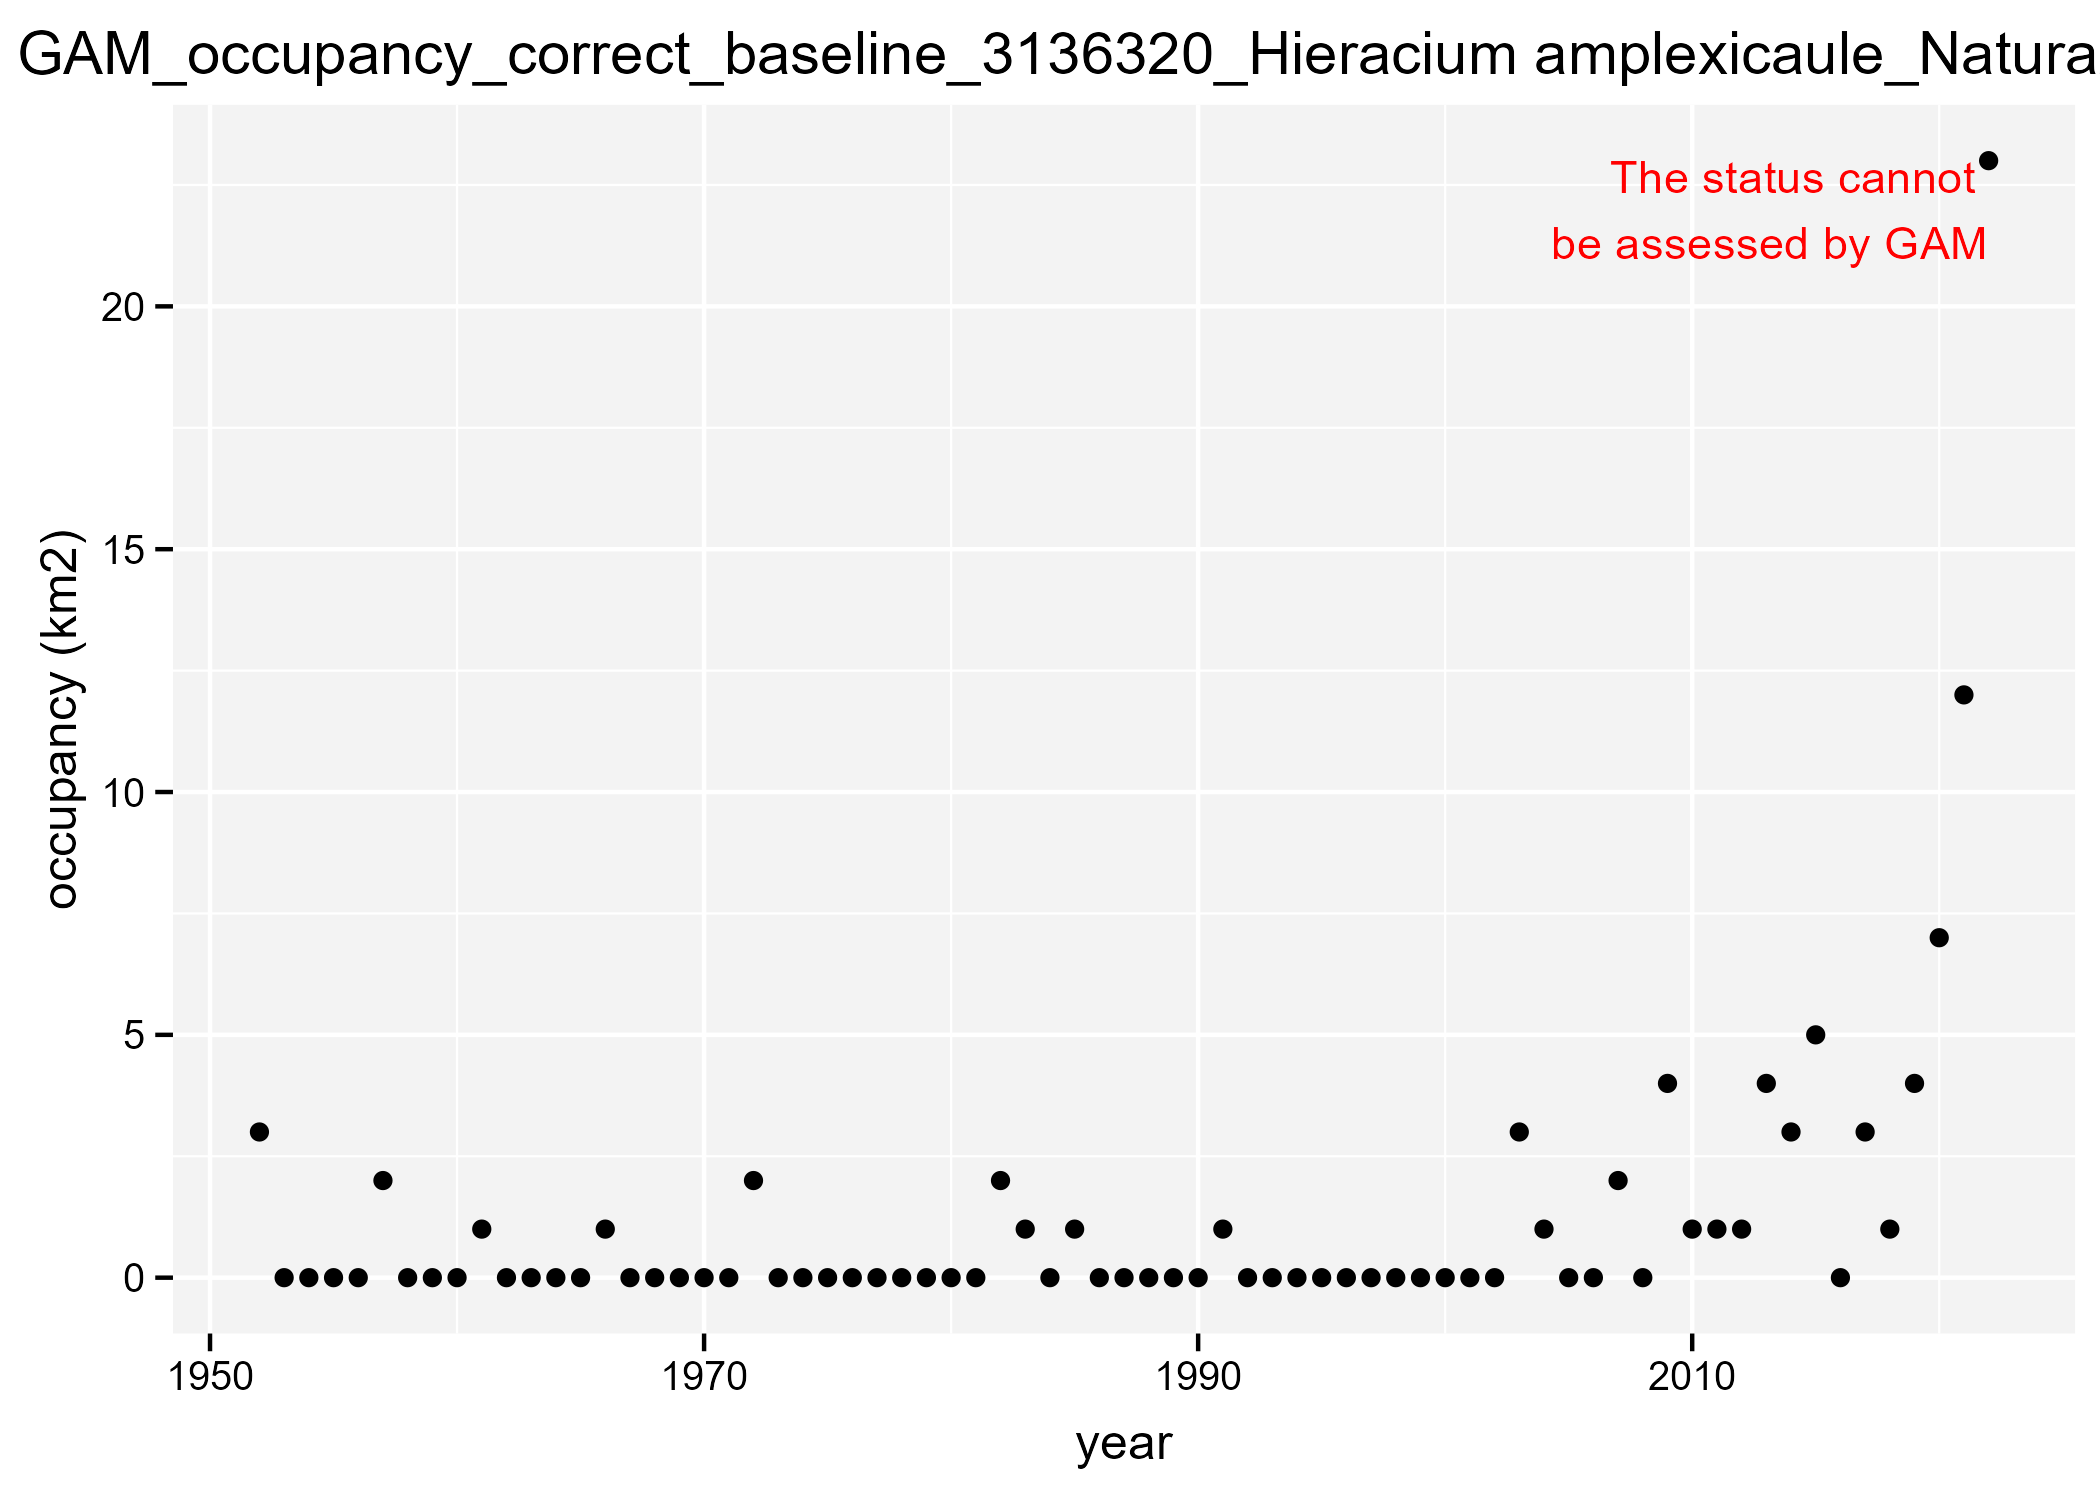 GAM_occupancy_correct_baseline_3136320_Hieracium amplexicaule_Natura
The status cannot
be assessed by GAM
20
15
10
5
0
occupancy (km2)
1950 1970 1990 2010
year